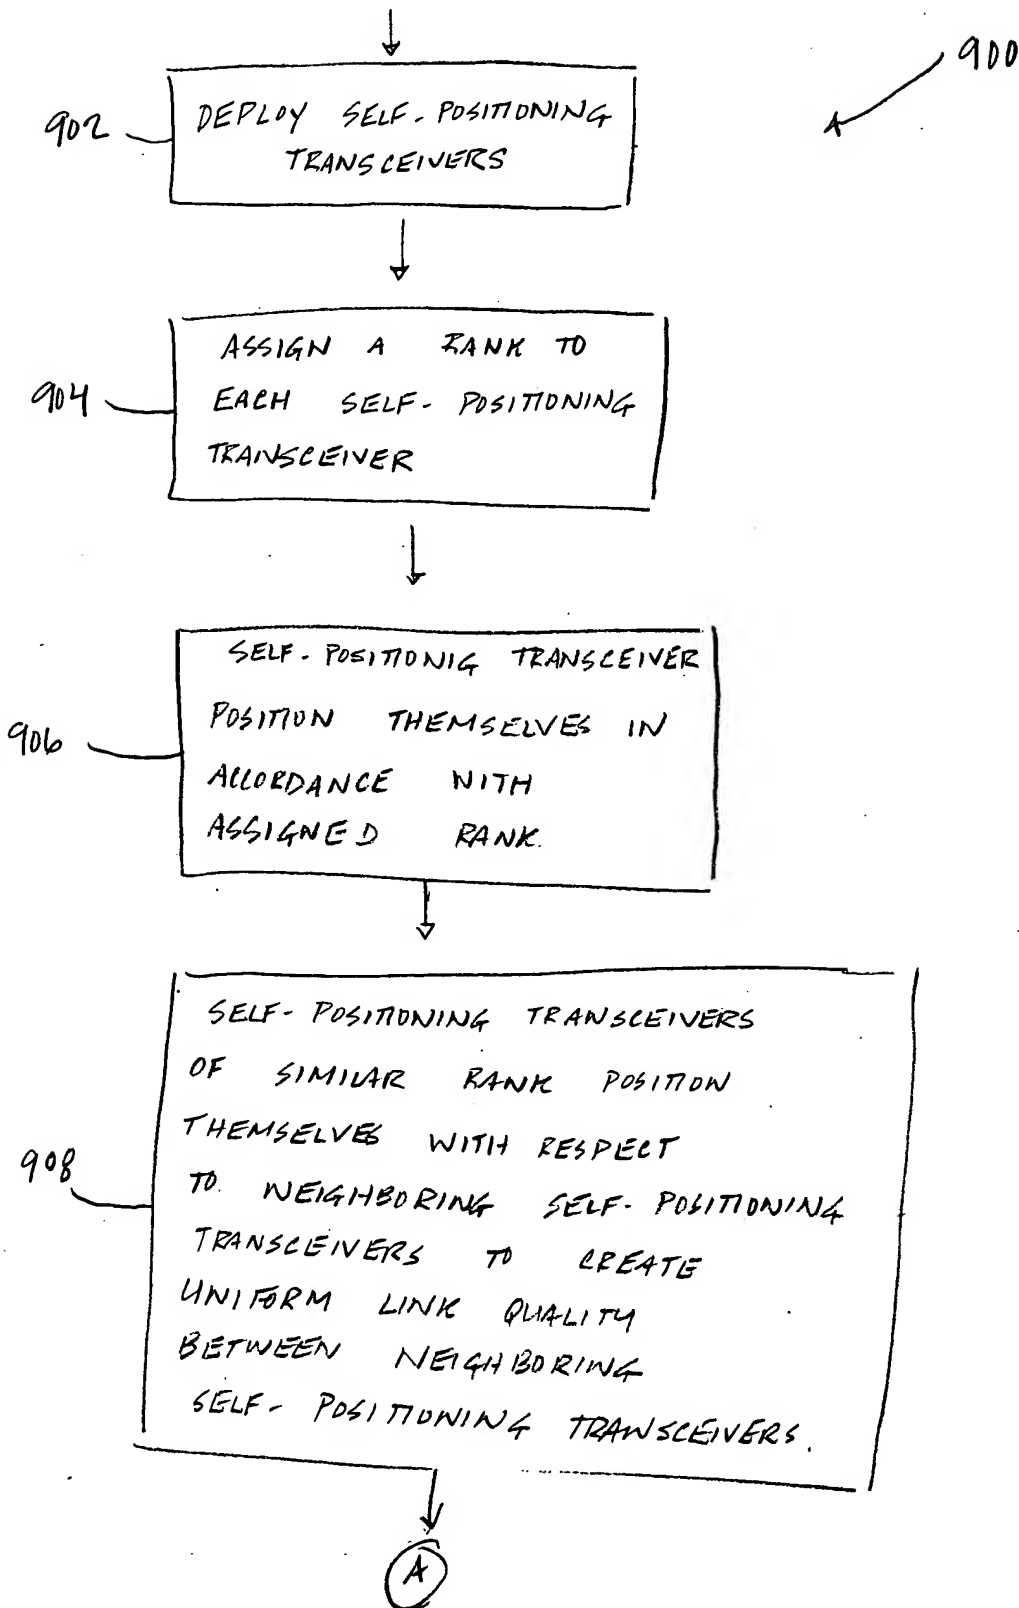 900
902
DEPLOY SELF-POSITIONING
TRANSCEIVERS
904
ASSIGN A RANK TO
EACH SELF-POSITIONING
TRANSCEIVER
906
SELF-POSITIONIG TRANSCEIVER
POSITION THEMSELVES IN
ACCORDANCE WITH
ASSIGNED RANK.
908
SELF-POSITIONING TRANSCEIVERS
OF SIMILAR RANK POSITION
THEMSELVES WITH RESPECT
TO NEIGHBORING SELF-POSITIONING
TRANSCEIVERS TO CREATE
UNIFORM LINK QUALITY
BETWEEN NEIGHBORING
SELF-POSITIONING TRANSCEIVERS.
A